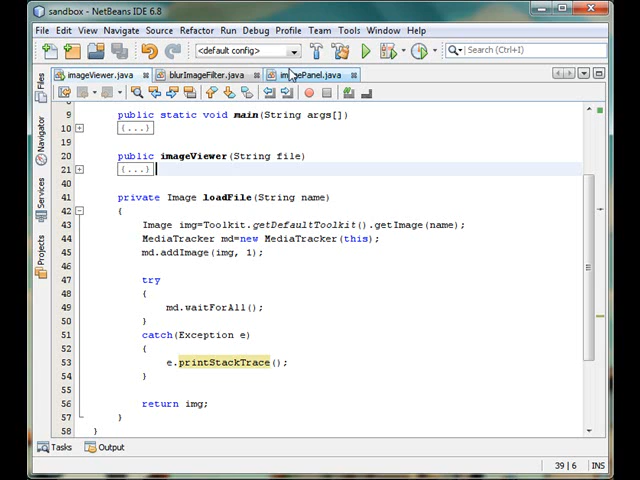 sandbox - NetBeans IDE 6.8
File Edit View Navigate Source Refactor Run Debug Profile Team Tools Window Help
<default config> Search (Ctrl+I)
imageViewer.java blurImageFilter.java imagePanel.java
Files
Navigator
Services
Projects
9 public static void main(String args[])
10 {...}
20 public imageViewer(String file)
21 {...}
41 private Image loadFile(String name)
42 {
43 Image img=Toolkit.getDefaultToolkit().getImage(name);
44 MediaTracker md=new MediaTracker(this);
45 md.addImage(img, 1);
46
47 try
48 {
49 md.waitForAll();
50 }
51 catch(Exception e)
52 {
53 e.printStackTrace();
54 }
55
56 return img;
57 }
58 }
Tasks Output
39 | 6 INS